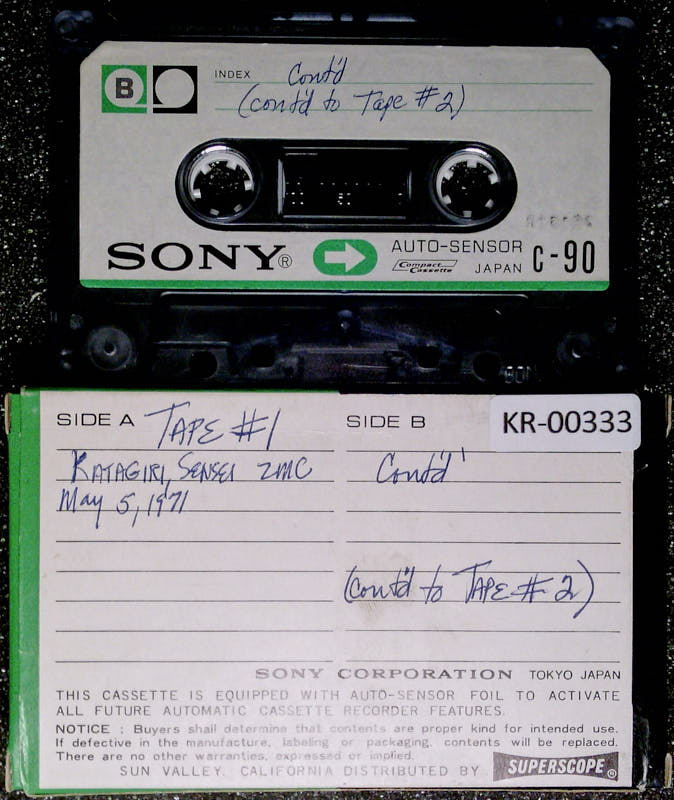 B
INDEX Cont'd
(cont'd to Tape #2)
SONY® AUTO-SENSOR C-90
Compact Cassette JAPAN
SIDE A TAPE #1
KATAGIRI, SENSEI ZMC
May 5, 1971
SIDE B
KR-00333
Cont'd
(cont'd to TAPE #2)
SONY CORPORATION TOKYO JAPAN
THIS CASSETTE IS EQUIPPED WITH AUTO-SENSOR FOIL TO ACTIVATE
ALL FUTURE AUTOMATIC CASSETTE RECORDER FEATURES.
NOTICE : Buyers shall determine that contents are proper kind for intended use.
If defective in the manufacture, labeling or packaging, contents will be replaced.
There are no other warranties, expressed or implied.
SUN VALLEY, CALIFORNIA DISTRIBUTED BY SUPERSCOPE®